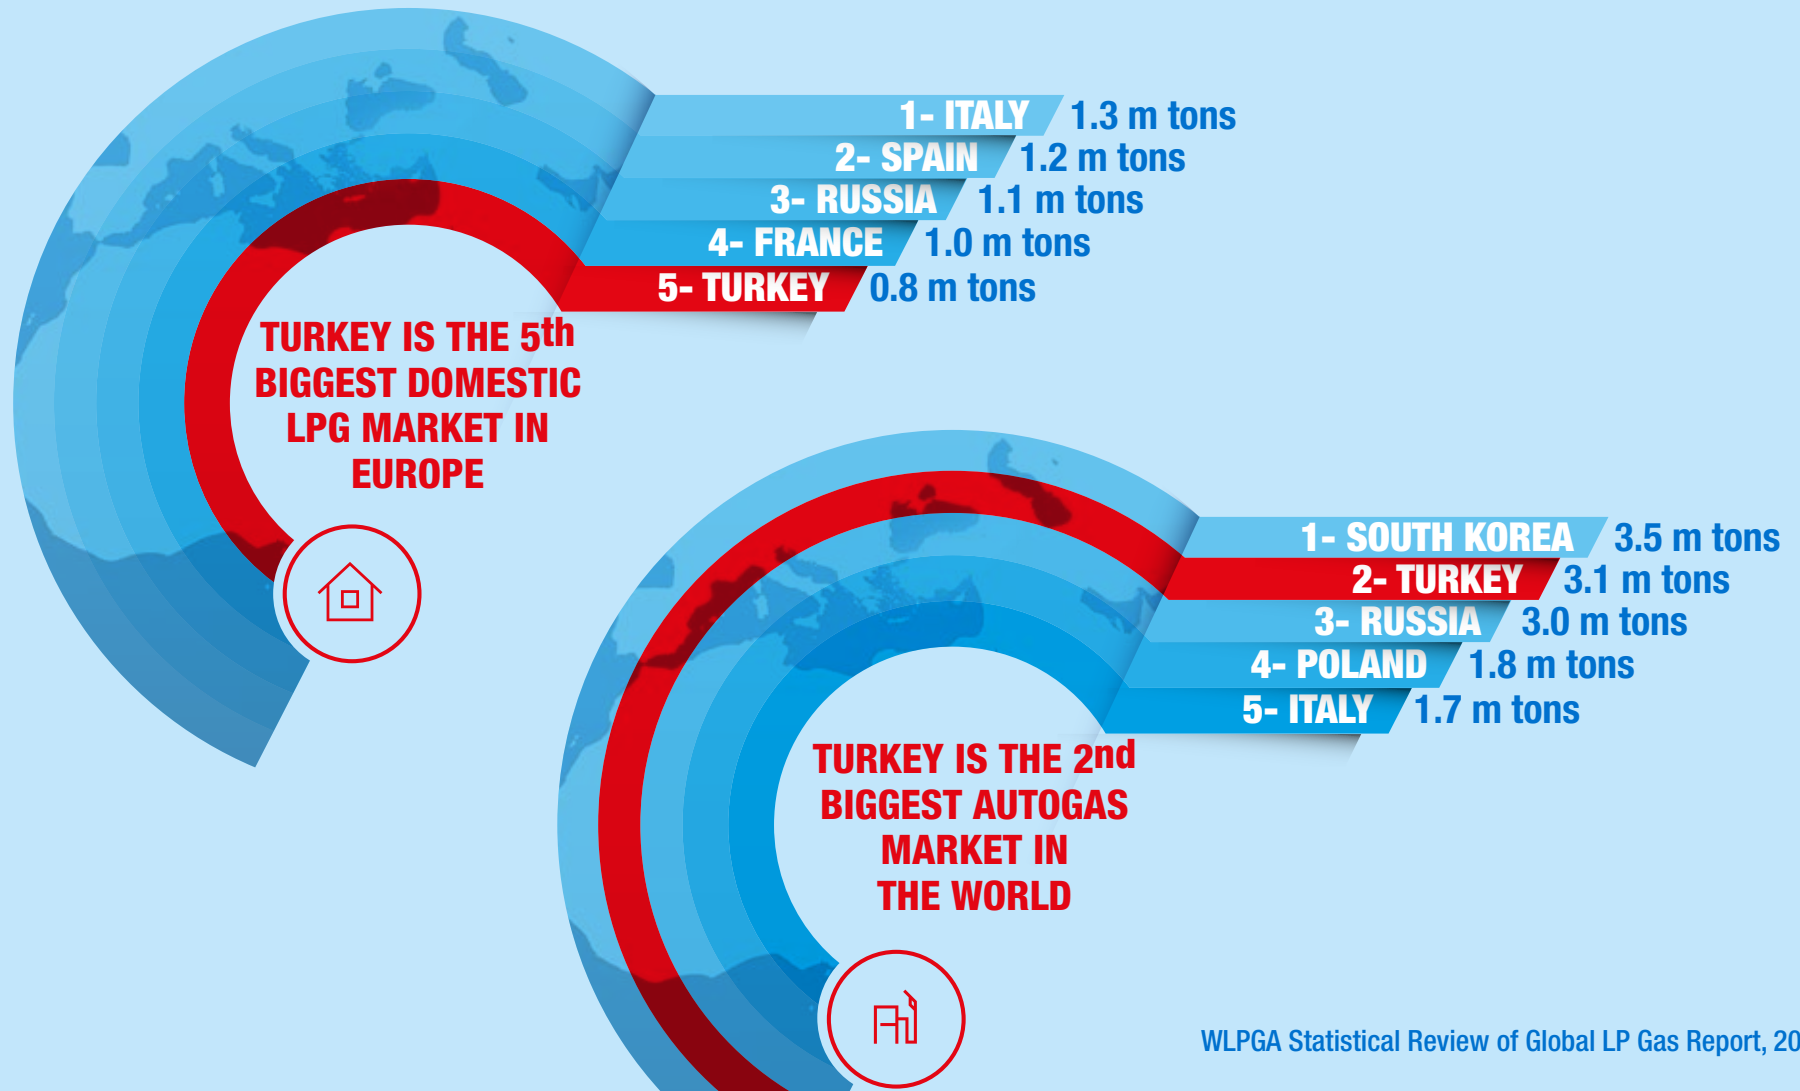 1- ITALY 1.3 m tons
2- SPAIN 1.2 m tons
3- RUSSIA 1.1 m tons
4- FRANCE 1.0 m tons
5- TURKEY 0.8 m tons
TURKEY IS THE 5th
BIGGEST DOMESTIC
LPG MARKET IN
EUROPE
1- SOUTH KOREA 3.5 m tons
2- TURKEY 3.1 m tons
3- RUSSIA 3.0 m tons
4- POLAND 1.8 m tons
5- ITALY 1.7 m tons
TURKEY IS THE 2nd
BIGGEST AUTOGAS
MARKET IN
THE WORLD
WLPGA Statistical Review of Global LP Gas Report,